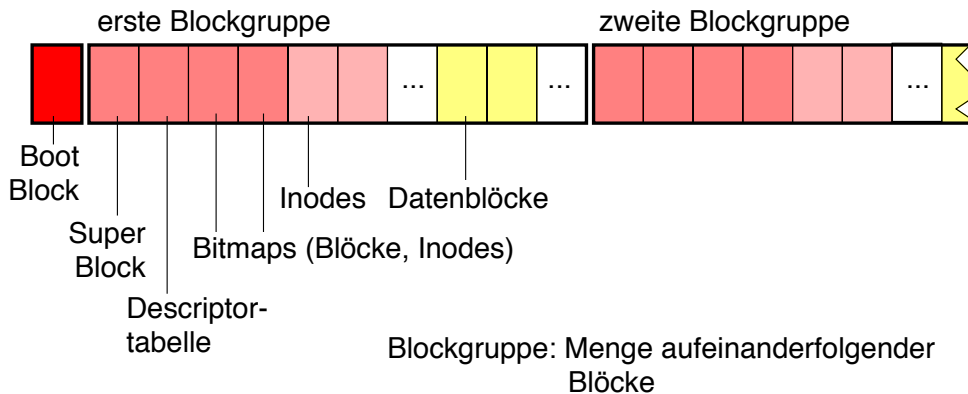 erste Blockgruppe
zweite Blockgruppe
...
...
...
Boot
Block
Inodes
Datenblöcke
Super
Block
Bitmaps (Blöcke, Inodes)
Descriptor-
tabelle
Blockgruppe: Menge aufeinanderfolgender
Blöcke